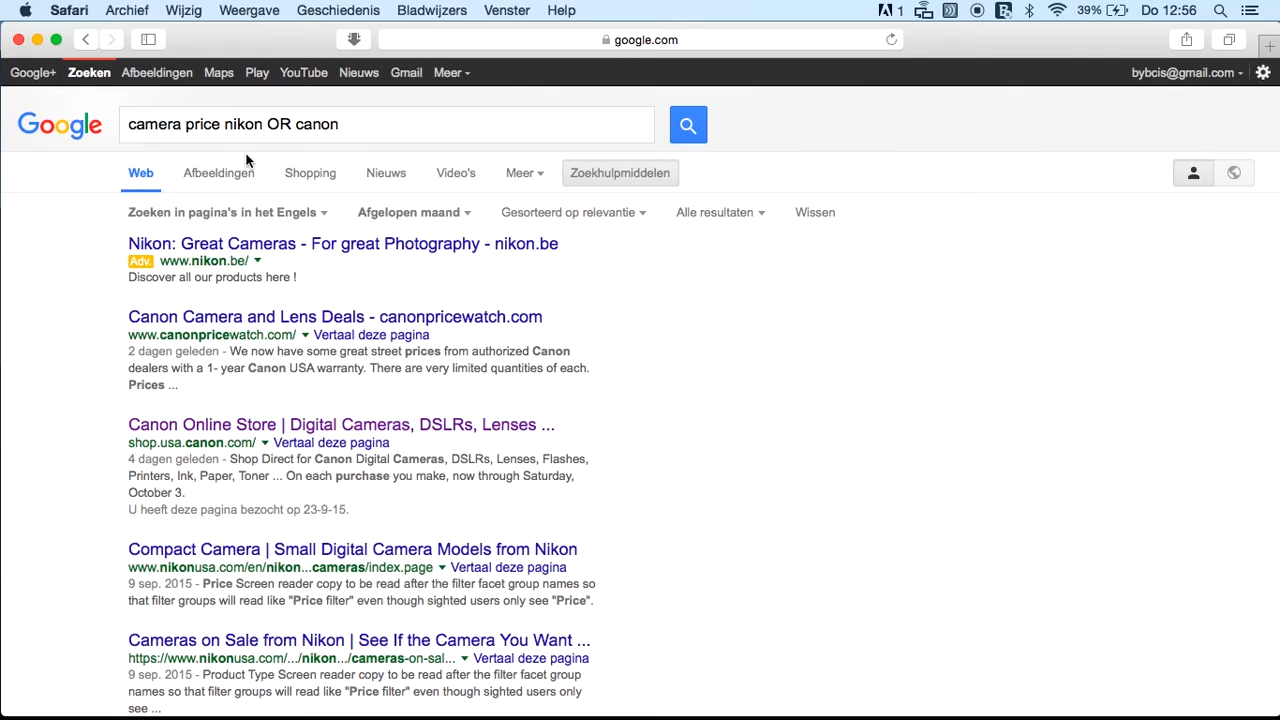 Safari Archief Wijzig Weergave Geschiedenis Bladwijzers Venster Help 1 39% Do 12:56
google.com
Google+ Zoeken Afbeeldingen Maps Play YouTube Nieuws Gmail Meer bybcis@gmail.com
Google camera price nikon OR canon
Web Afbeeldingen Shopping Nieuws Video's Meer Zoekhulpmiddelen
Zoeken in pagina's in het Engels Afgelopen maand Gesorteerd op relevantie Alle resultaten Wissen
Nikon: Great Cameras - For great Photography - nikon.be
Adv. www.nikon.be/
Discover all our products here !
Canon Camera and Lens Deals - canonpricewatch.com
www.canonpricewatch.com/ Vertaal deze pagina
2 dagen geleden - We now have some great street prices from authorized Canon
dealers with a 1- year Canon USA warranty. There are very limited quantities of each.
Prices ...
Canon Online Store | Digital Cameras, DSLRs, Lenses ...
shop.usa.canon.com/ Vertaal deze pagina
4 dagen geleden - Shop Direct for Canon Digital Cameras, DSLRs, Lenses, Flashes,
Printers, Ink, Paper, Toner ... On each purchase you make, now through Saturday,
October 3.
U heeft deze pagina bezocht op 23-9-15.
Compact Camera | Small Digital Camera Models from Nikon
www.nikonusa.com/en/nikon...cameras/index.page Vertaal deze pagina
9 sep. 2015 - Price Screen reader copy to be read after the filter facet group names so
that filter groups will read like "Price filter" even though sighted users only see "Price".
Cameras on Sale from Nikon | See If the Camera You Want ...
https://www.nikonusa.com/.../nikon.../cameras-on-sal... Vertaal deze pagina
9 sep. 2015 - Product Type Screen reader copy to be read after the filter facet group
names so that filter groups will read like "Price filter" even though sighted users only
see ...